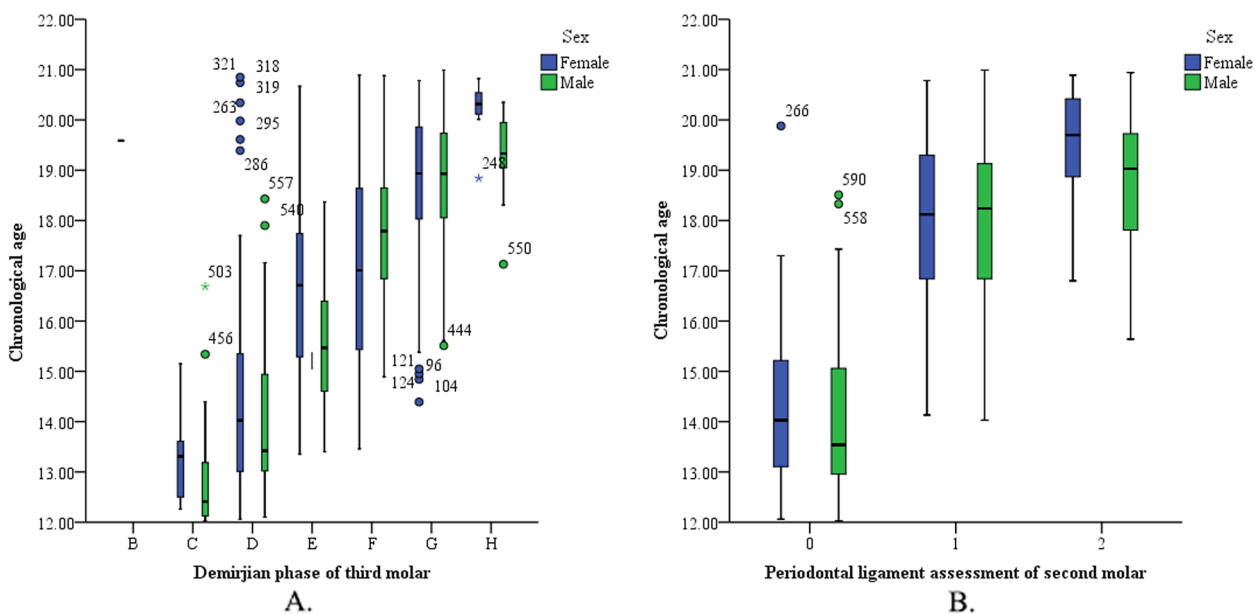 22.00
21.00
20.00
19.00
18.00
17.00
16.00
15.00
14.00
13.00
12.00
Chronological age
Sex
Female
Male
321 318
319
263
295
286
557
540
503
456
121 96
124 104
444
248
550
B C D E F G H
Demirjian phase of third molar
A.
22.00
21.00
20.00
19.00
18.00
17.00
16.00
15.00
14.00
13.00
12.00
Chronological age
Sex
Female
Male
266
590
558
0 1 2
Periodontal ligament assessment of second molar
B.